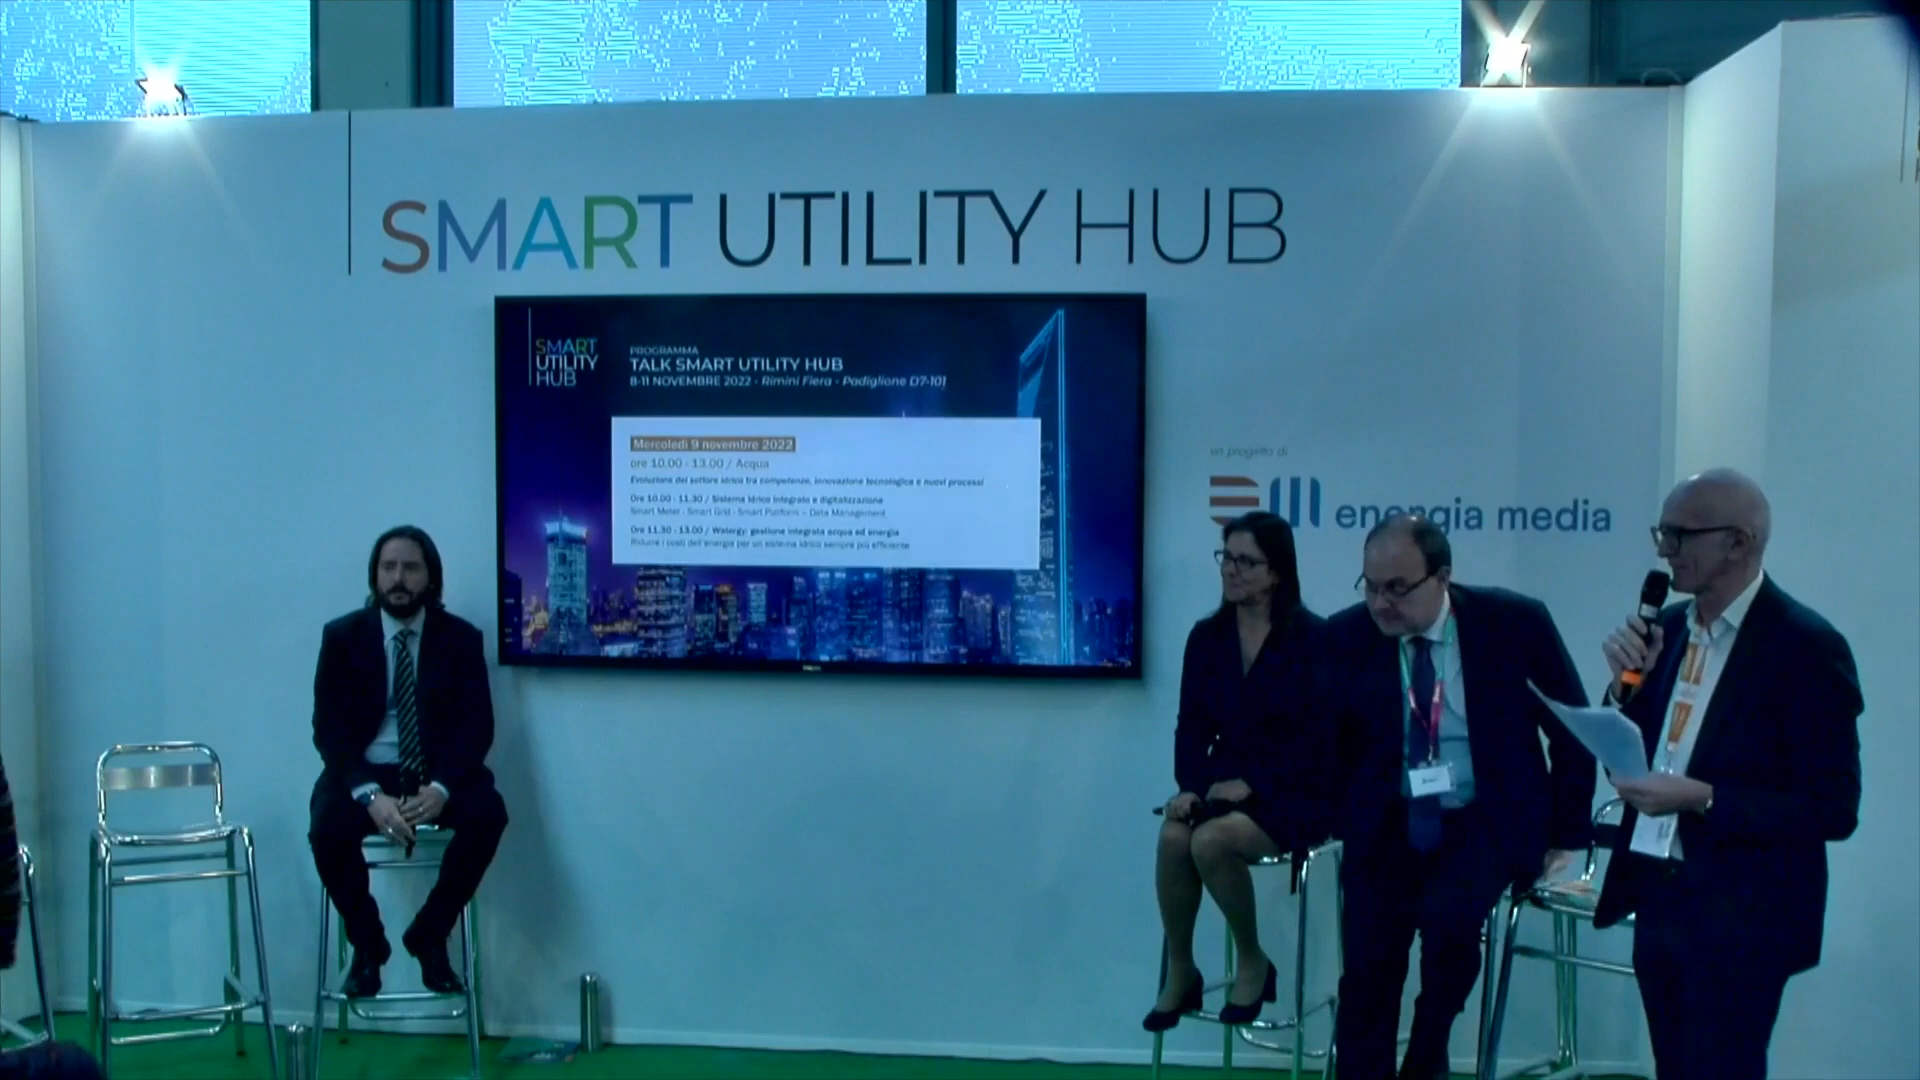 SMART UTILITY HUB
SMART
UTILITY
HUB
PROGRAMMA
TALK SMART UTILITY HUB
8-11 NOVEMBRE 2022 - Rimini Fiera - Padiglione D7-101
Mercoledì 9 novembre 2022
ore 10.00 - 13.00 / Acqua
Evoluzione del settore idrico tra competenze, innovazione tecnologica e nuovi processi
Ore 10.00 - 11.30 / Sistema idrico integrato e digitalizzazione
Smart Meter - Smart Grid - Smart Platform – Data Management
Ore 11.30 - 13.00 / Watergy: gestione integrata acqua ed energia
Ridurre i costi dell'energia per un sistema idrico sempre più efficiente
un progetto di
energia media